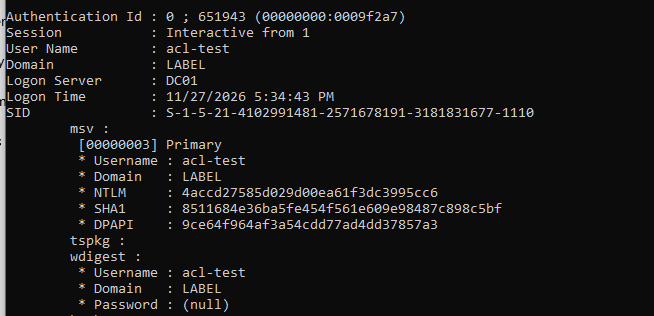 Authentication Id : 0 ; 651943 (00000000:0009f2a7)
Session           : Interactive from 1
User Name         : acl-test
Domain            : LABEL
Logon Server      : DC01
Logon Time        : 11/27/2026 5:34:43 PM
SID               : S-1-5-21-4102991481-2571678191-3181831677-1110
        msv :
         [00000003] Primary
         * Username : acl-test
         * Domain   : LABEL
         * NTLM     : 4accd27585d029d00ea61f3dc3995cc6
         * SHA1     : 8511684e36ba5fe454f561e609e98487c898c5bf
         * DPAPI    : 9ce64f964af3a54cdd77ad4dd37857a3
        tspkg :
        wdigest :
         * Username : acl-test
         * Domain   : LABEL
         * Password : (null)